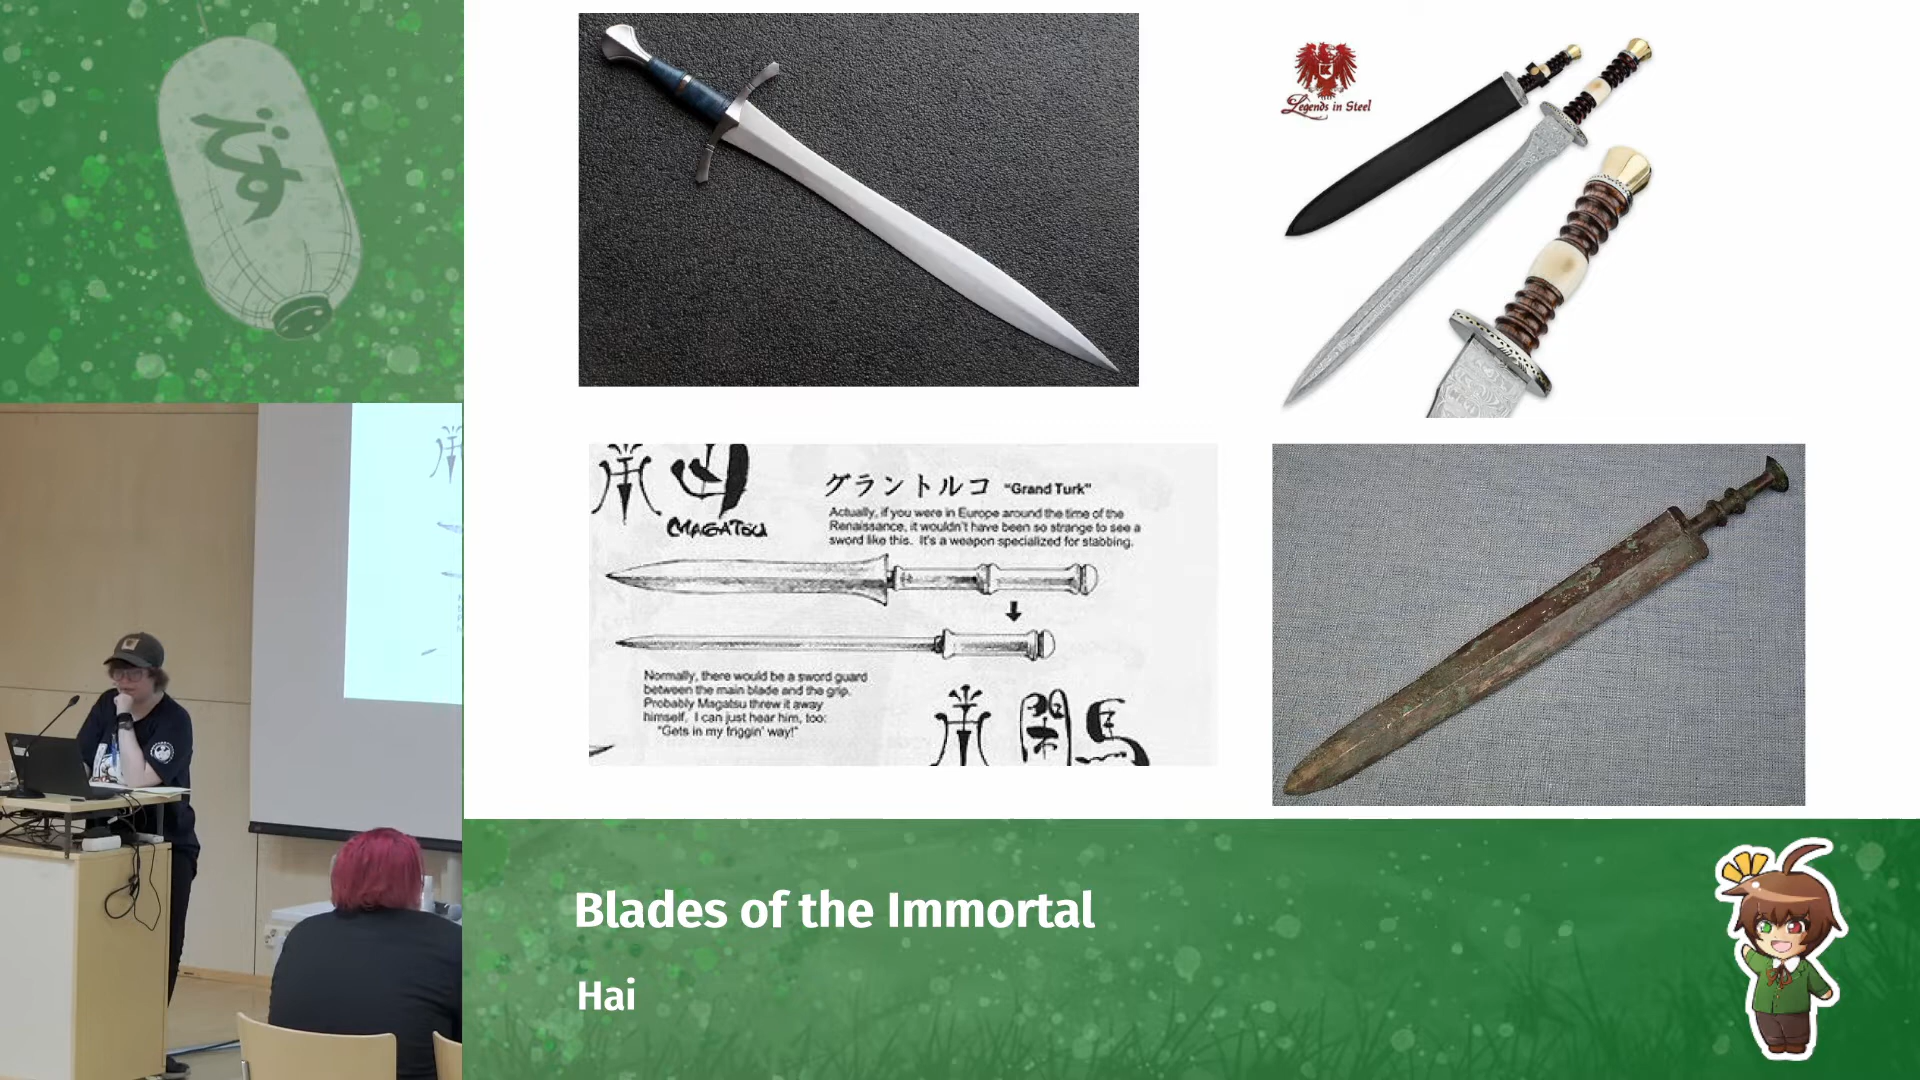 Legends in Steel
凶
MAGATSU
グラントルコ "Grand Turk"
Actually, if you were in Europe around the time of the
Renaissance, it wouldn't have been so strange to see a
sword like this. It's a weapon specialized for stabbing.
Normally, there would be a sword guard
between the main blade and the grip.
Probably Magatsu threw it away
himself. I can just hear him, too:
"Gets in my friggin' way!"
Blades of the Immortal
Hai